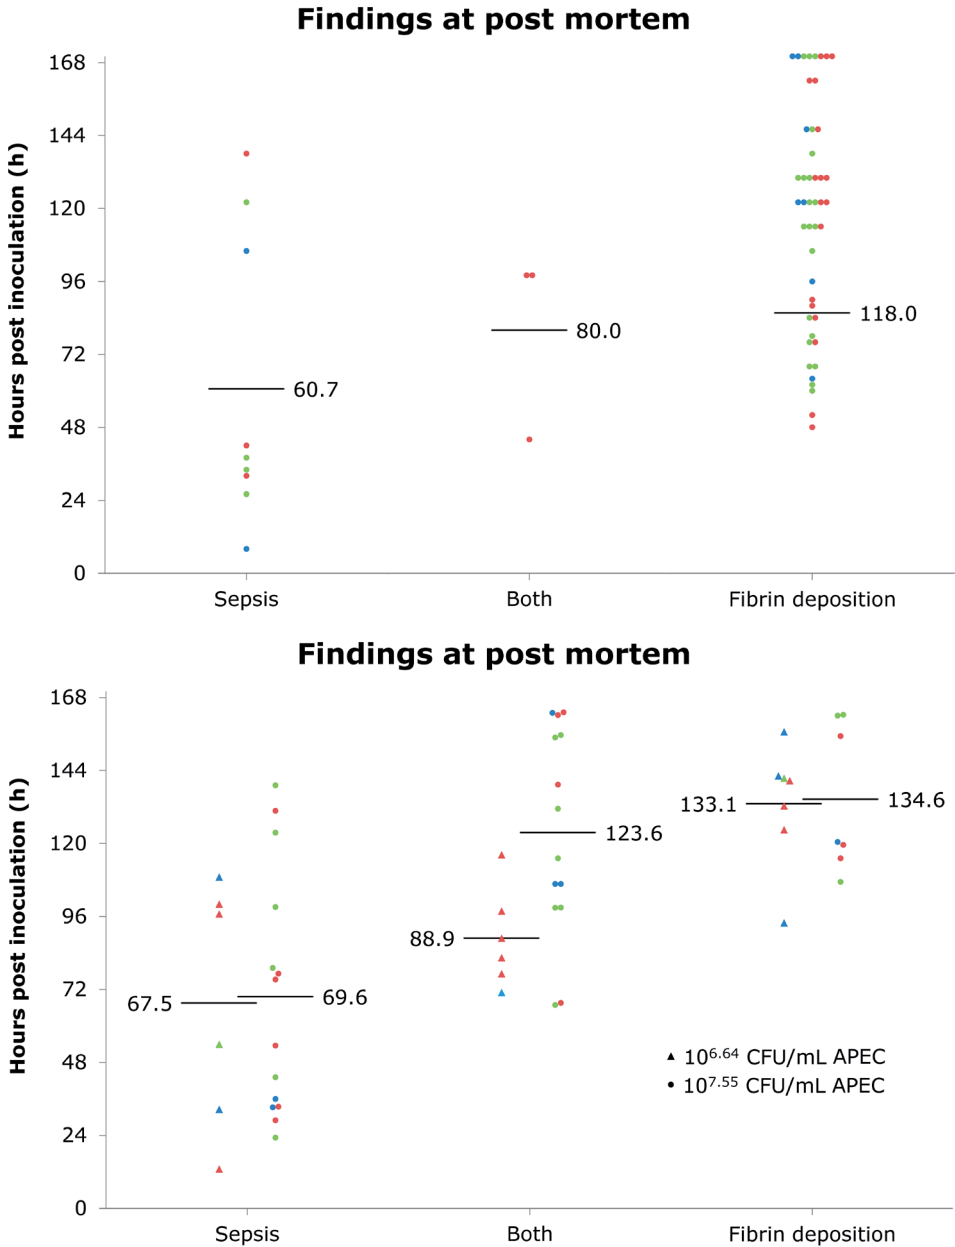 Findings at post mortem
Hours post inoculation (h)
168
144
120
96
72
48
24
0
60.7
80.0
118.0
Sepsis
Both
Fibrin deposition
Findings at post mortem
Hours post inoculation (h)
168
144
120
96
72
48
24
0
67.5
69.6
88.9
123.6
133.1
134.6
▲ 10^6.64 CFU/mL APEC
● 10^7.55 CFU/mL APEC
Sepsis
Both
Fibrin deposition